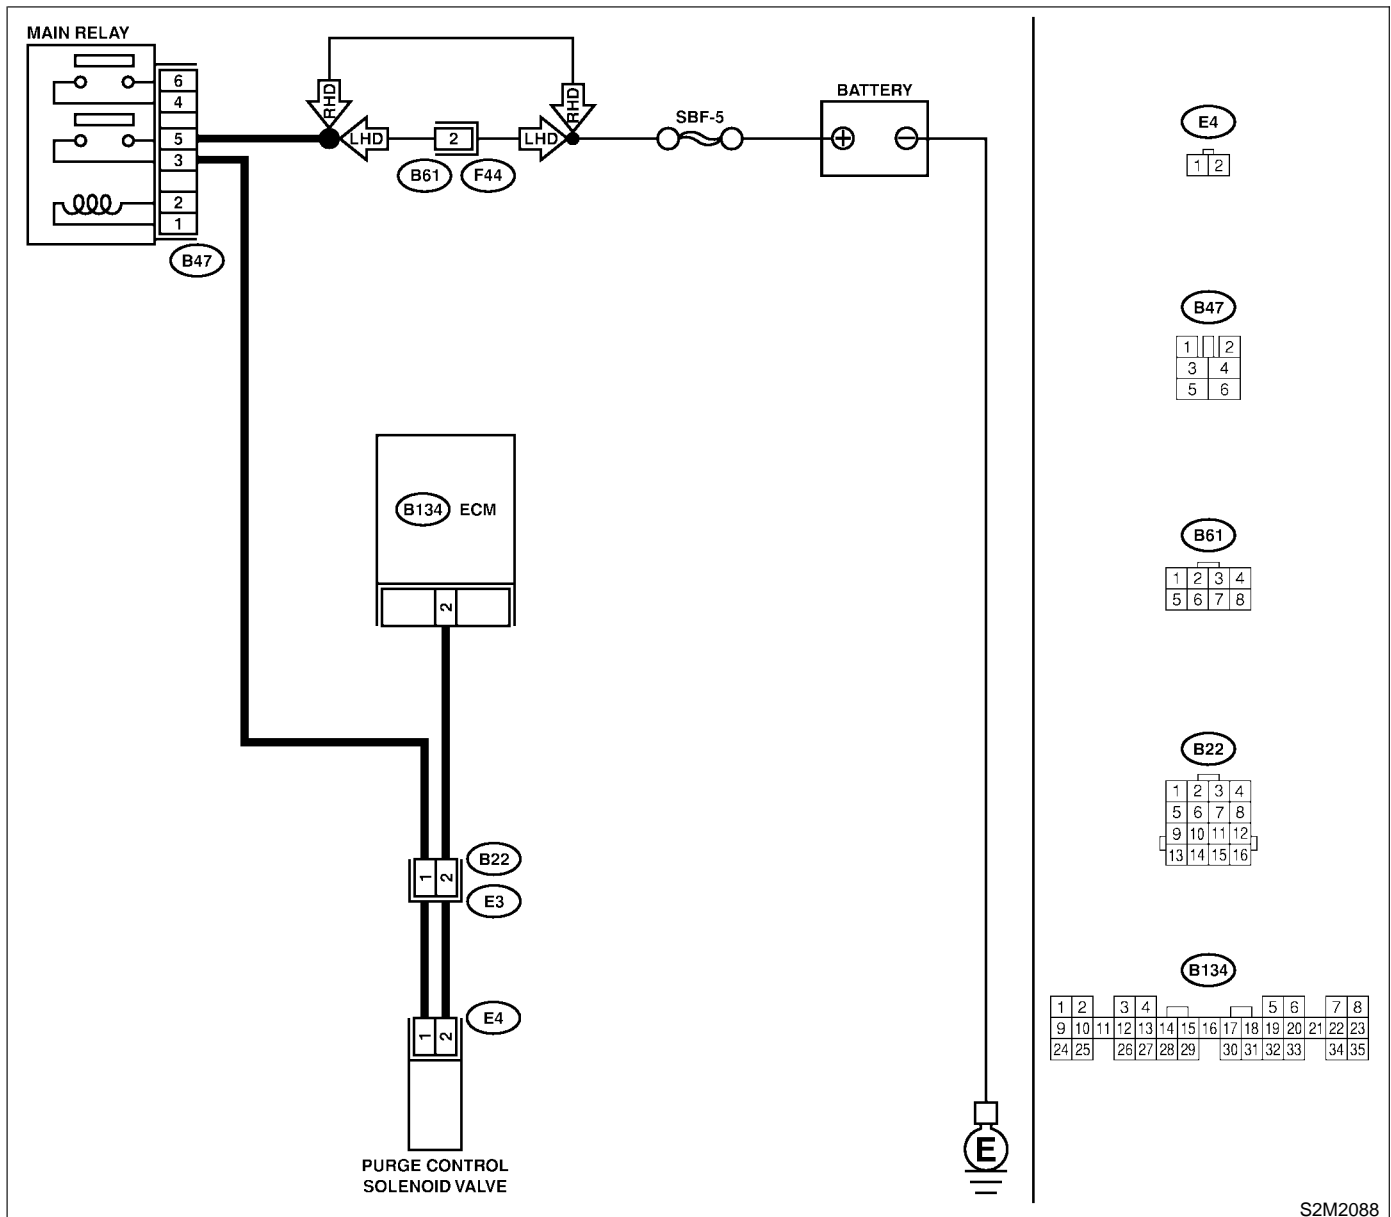 MAIN RELAY
6
4
5
3
2
1
B47
RHD
LHD
2
LHD
RHD
B61
F44
SBF-5
BATTERY
+
−
B134 ECM
2
1 2
B22
E3
1 2
E4
PURGE CONTROL
SOLENOID VALVE
E
E4
1 2
B47
1 2
3 4
5 6
B61
1 2 3 4
5 6 7 8
B22
1 2 3 4
5 6 7 8
9 10 11 12
13 14 15 16
B134
1 2 3 4 5 6 7 8
9 10 11 12 13 14 15 16 17 18 19 20 21 22 23
24 25 26 27 28 29 30 31 32 33 34 35
S2M2088